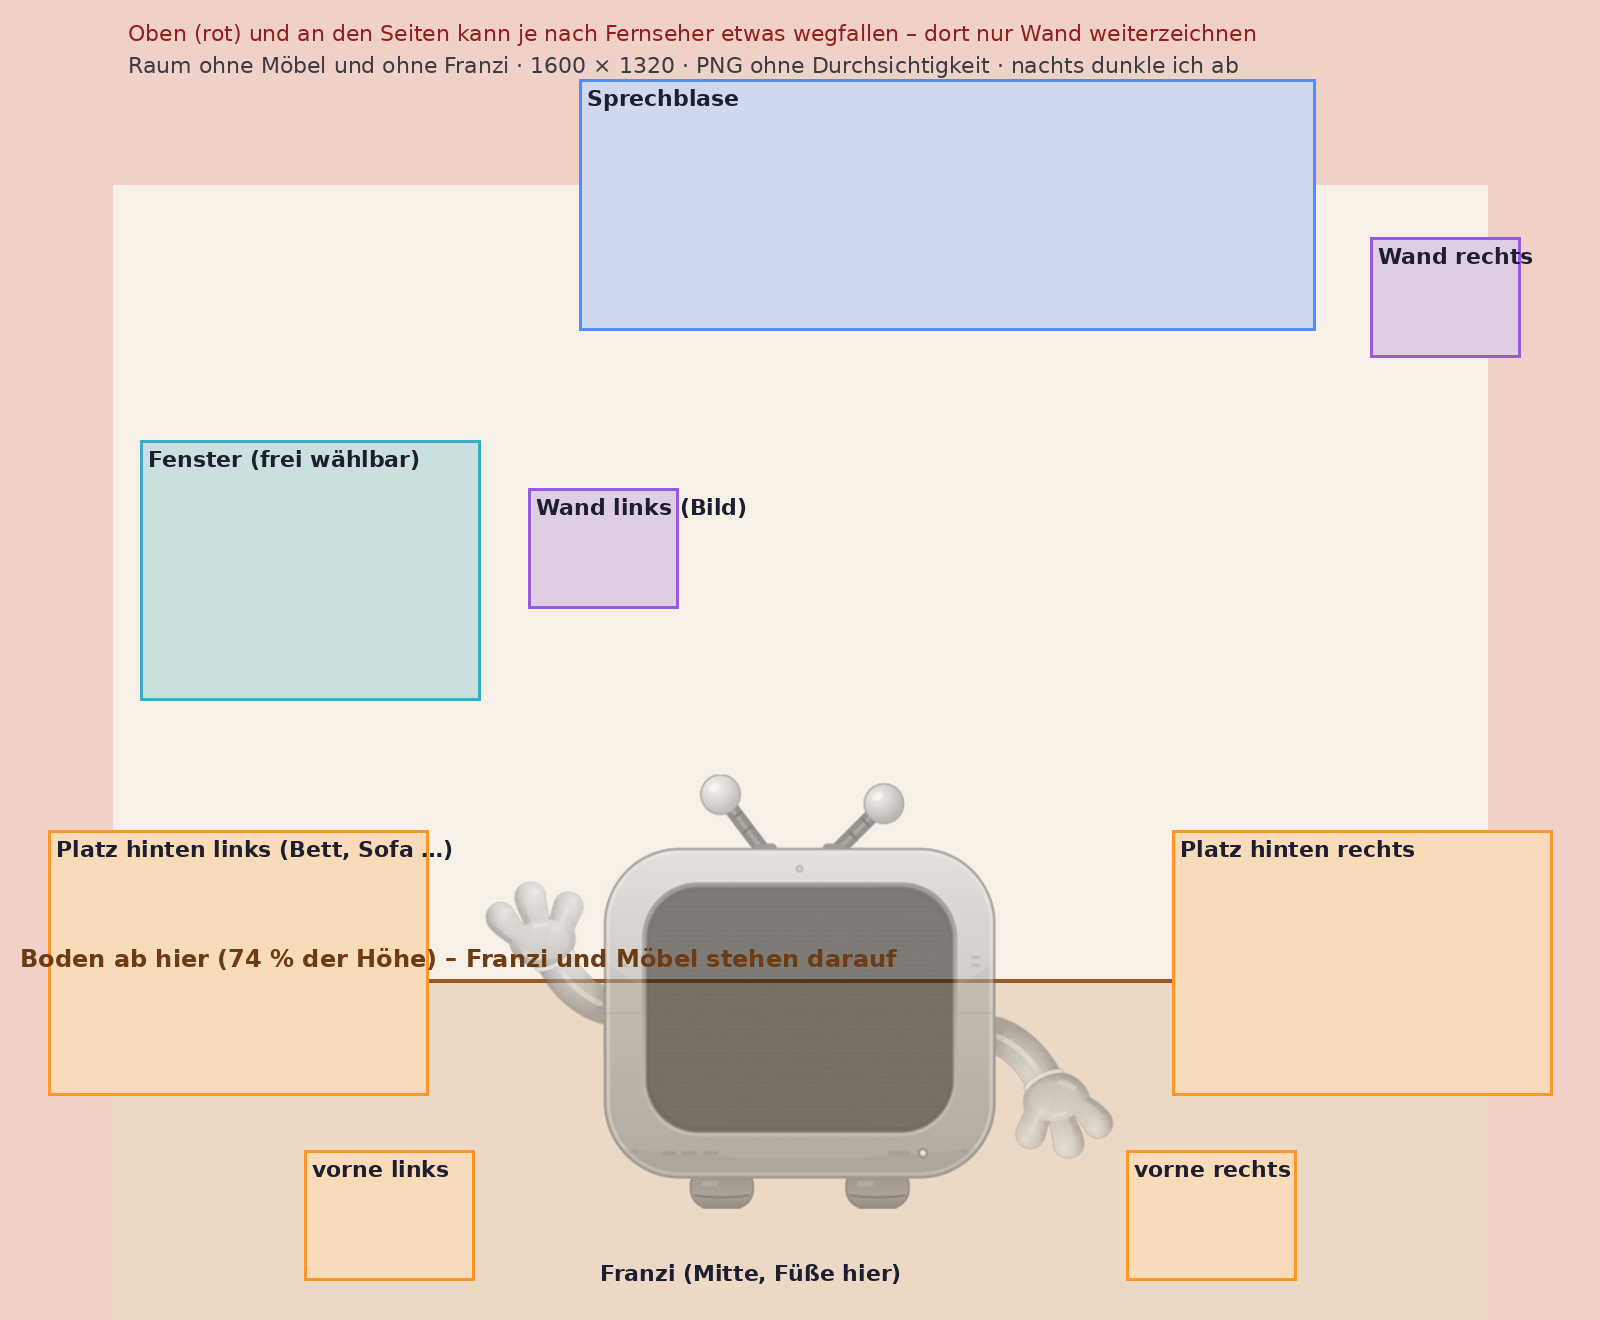 Oben (rot) und an den Seiten kann je nach Fernseher etwas wegfallen – dort nur Wand weiterzeichnen
Raum ohne Möbel und ohne Franzi · 1600 × 1320 · PNG ohne Durchsichtigkeit · nachts dunkle ich ab
Sprechblase
Wand rechts
Fenster (frei wählbar)
Wand links (Bild)
Platz hinten links (Bett, Sofa …)
Platz hinten rechts
Boden ab hier (74 % der Höhe) – Franzi und Möbel stehen darauf
vorne links
vorne rechts
Franzi (Mitte, Füße hier)